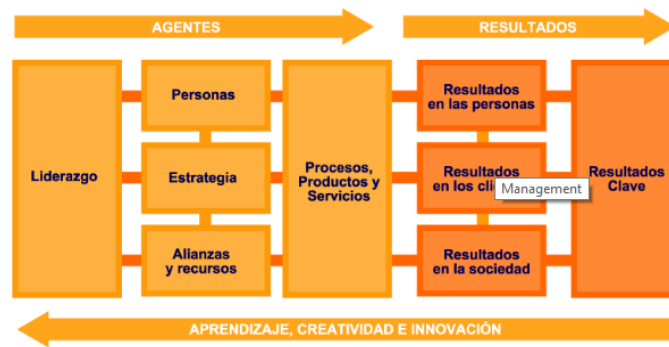 AGENTES
RESULTADOS
Liderazgo
Personas
Estrategia
Alianzas
y recursos
Procesos,
Productos y
Servicios
Resultados
en las personas
Resultados
en los
Management
Resultados
en la sociedad
Resultados
Clave
APRENDIZAJE, CREATIVIDAD E INNOVACIÓN